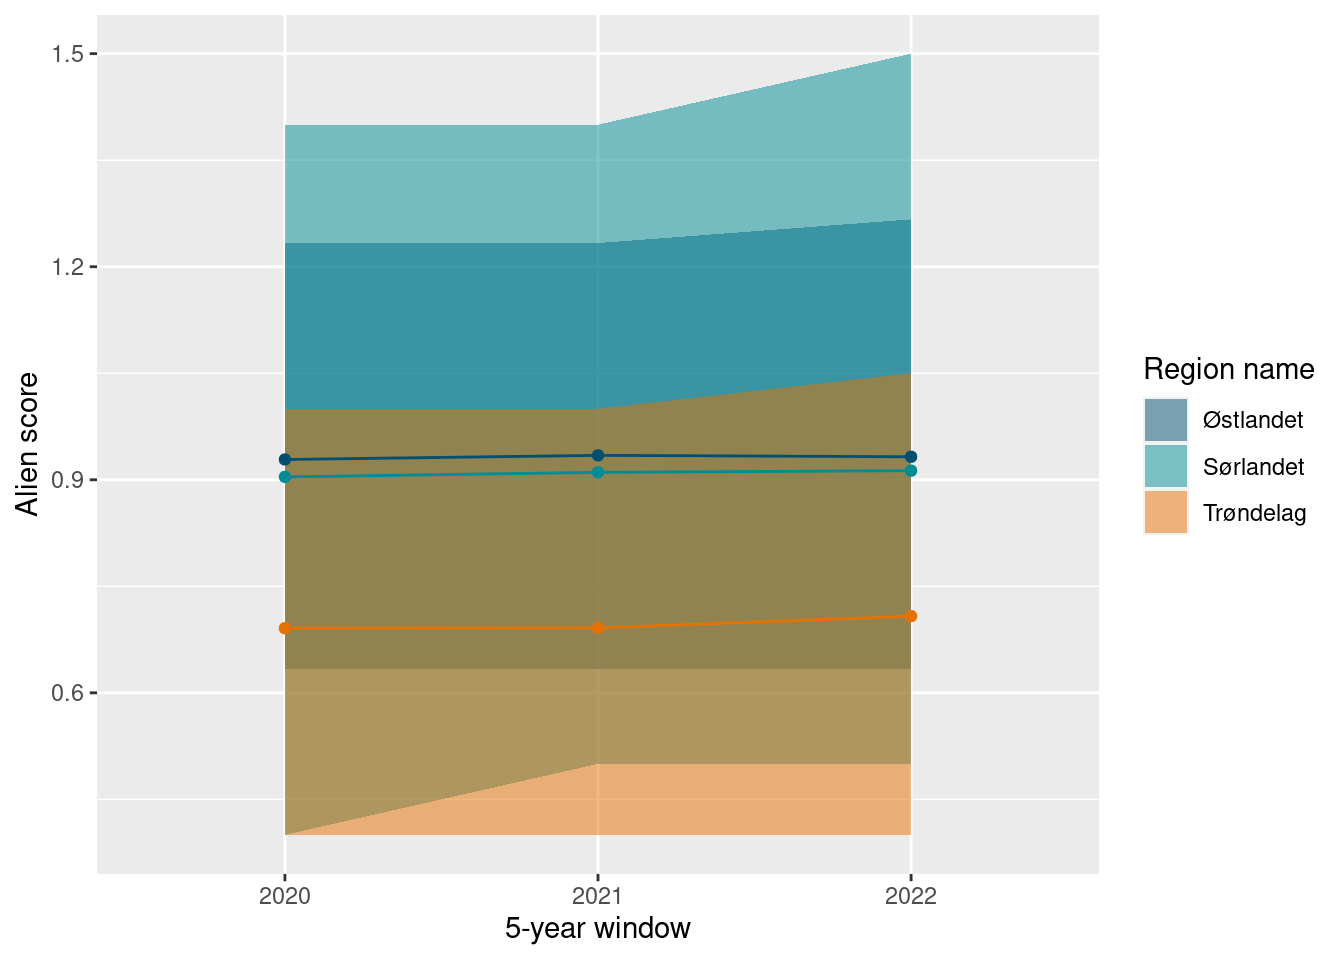 1.5
1.2
0.9
0.6
Alien score
2020
2021
2022
5-year window
Region name
Østlandet
Sørlandet
Trøndelag